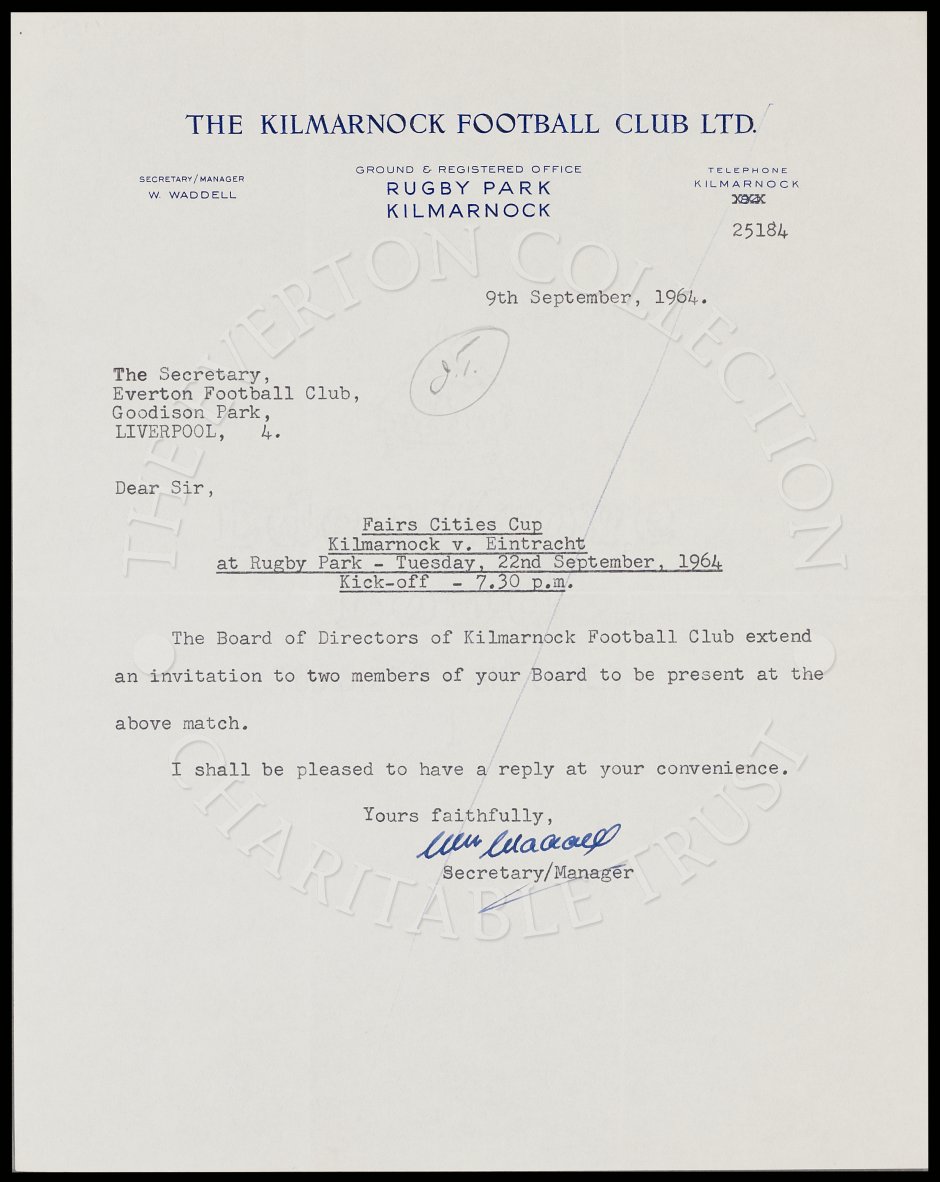 THE KILMARNOCK FOOTBALL CLUB LTD.
SECRETARY/MANAGER
W. WADDELL
GROUND & REGISTERED OFFICE
RUGBY PARK
KILMARNOCK
TELEPHONE
KILMARNOCK
25184
9th September, 1964.
J.T.
The Secretary,
Everton Football Club,
Goodison Park,
LIVERPOOL, 4.
Dear Sir,
Fairs Cities Cup
Kilmarnock v. Eintracht
at Rugby Park - Tuesday, 22nd September, 1964
Kick-off - 7.30 p.m.
The Board of Directors of Kilmarnock Football Club extend
an invitation to two members of your Board to be present at the
above match.
I shall be pleased to have a reply at your convenience.
Yours faithfully,
Wm Waddell
Secretary/Manager
THE EVERTON COLLECTION
CHARITABLE TRUST